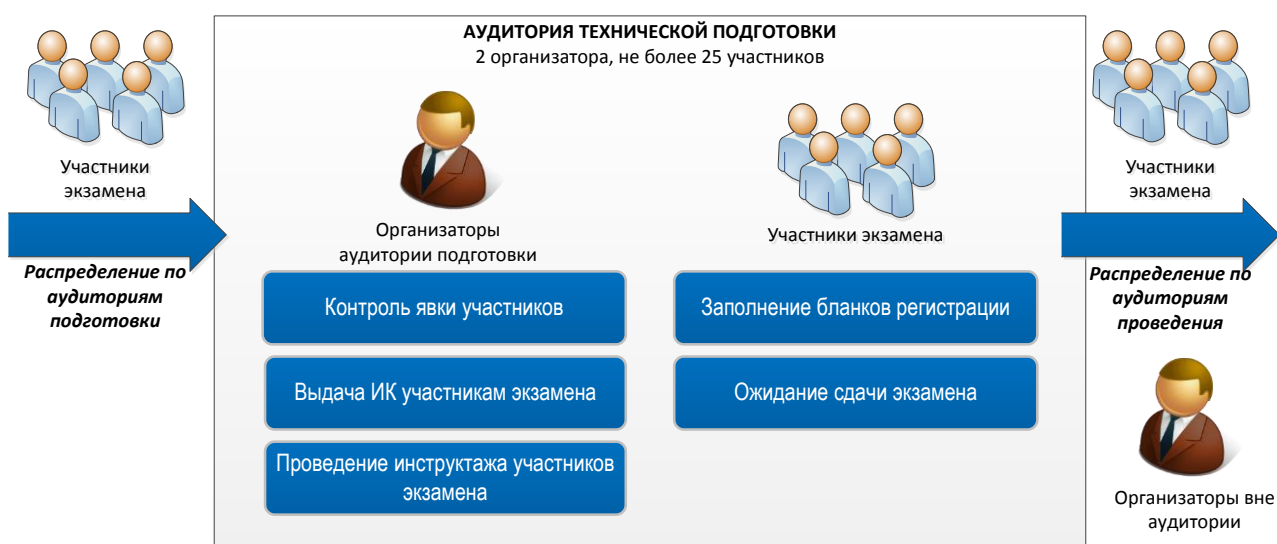 АУДИТОРИЯ ТЕХНИЧЕСКОЙ ПОДГОТОВКИ
2 организатора, не более 25 участников
Участники
экзамена
Распределение по
аудиториям
подготовки
Организаторы
аудитории подготовки
Контроль явки участников
Выдача ИК участникам экзамена
Проведение инструктажа участников
экзамена
Участники экзамена
Заполнение бланков регистрации
Ожидание сдачи экзамена
Участники
экзамена
Распределение по
аудиториям
проведения
Организаторы вне
аудитории